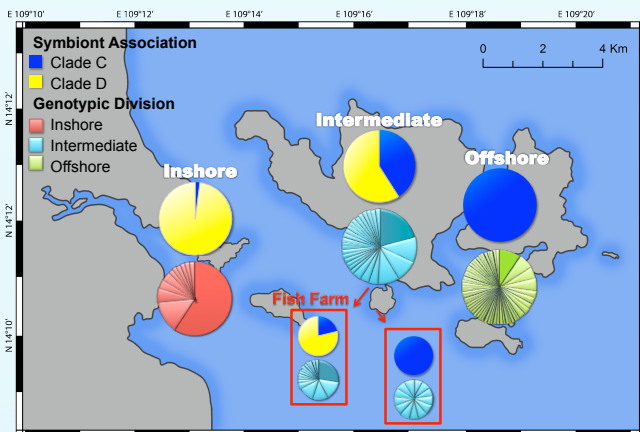 E 109°10' E 109°12' E 109°14' E 109°16' E 109°18' E 109°20'
Symbiont Association
Clade C
Clade D
Genotypic Division
Inshore
Intermediate
Offshore
0 2 4 Km
N 14°12'
Intermediate
Offshore
Inshore
N 14°12'
Fish Farm
N 14°10'